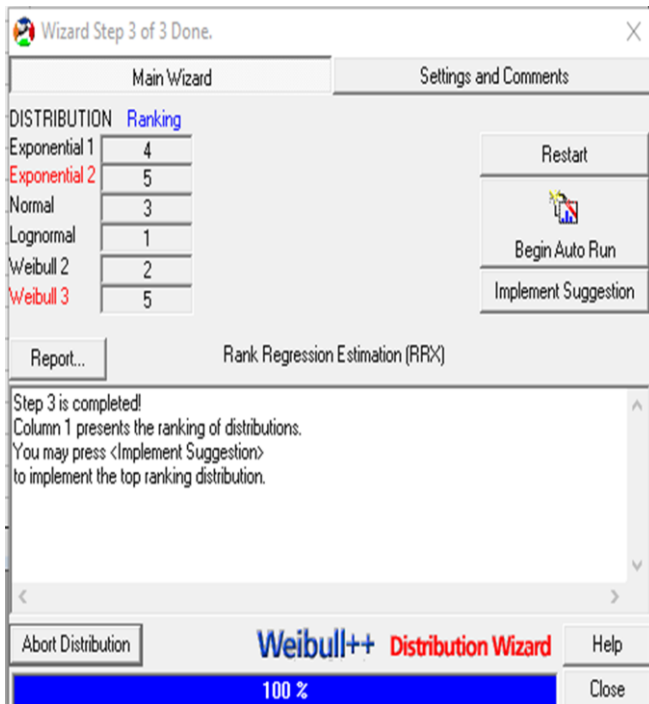 Wizard Step 3 of 3 Done.
Main Wizard
Settings and Comments
DISTRIBUTION Ranking
Exponential 1 4
Exponential 2 5
Normal 3
Lognormal 1
Weibull 2 2
Weibull 3 5
Restart
Begin Auto Run
Implement Suggestion
Report...
Rank Regression Estimation (RRX)
Step 3 is completed!
Column 1 presents the ranking of distributions.
You may press <Implement Suggestion>
to implement the top ranking distribution.
Abort Distribution
Weibull++ Distribution Wizard
Help
100 %
Close